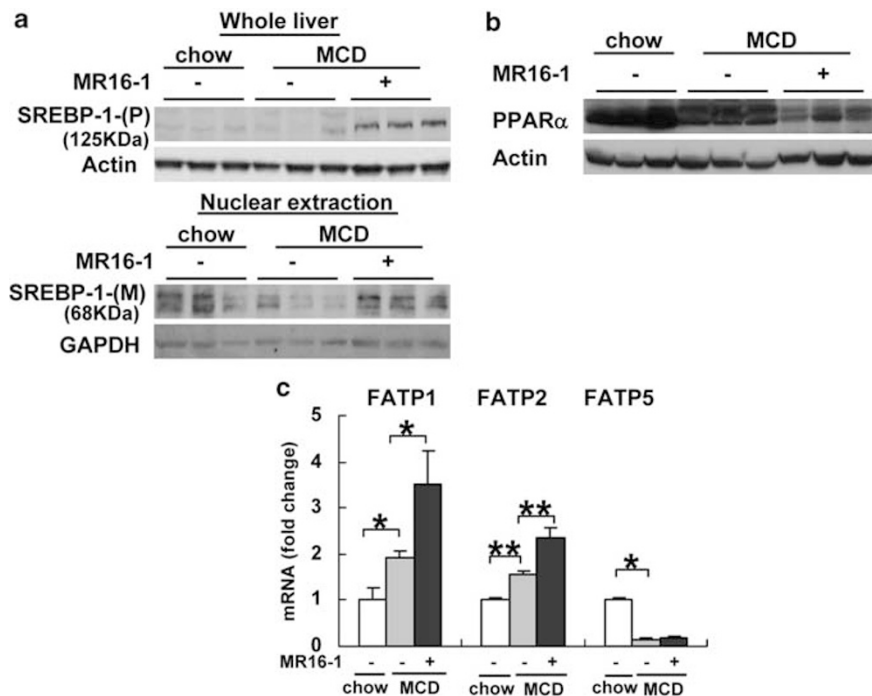 a
Whole liver
chow MCD
MR16-1 - - +
SREBP-1-(P)
(125KDa)
Actin
Nuclear extraction
chow MCD
MR16-1 - - +
SREBP-1-(M)
(68KDa)
GAPDH
b
chow MCD
MR16-1 - - +
PPARα
Actin
c
FATP1 FATP2 FATP5
mRNA (fold change)
5
4
3
2
1
0
* * ** ** *
MR16-1 - - + - - + - - +
chow MCD chow MCD chow MCD